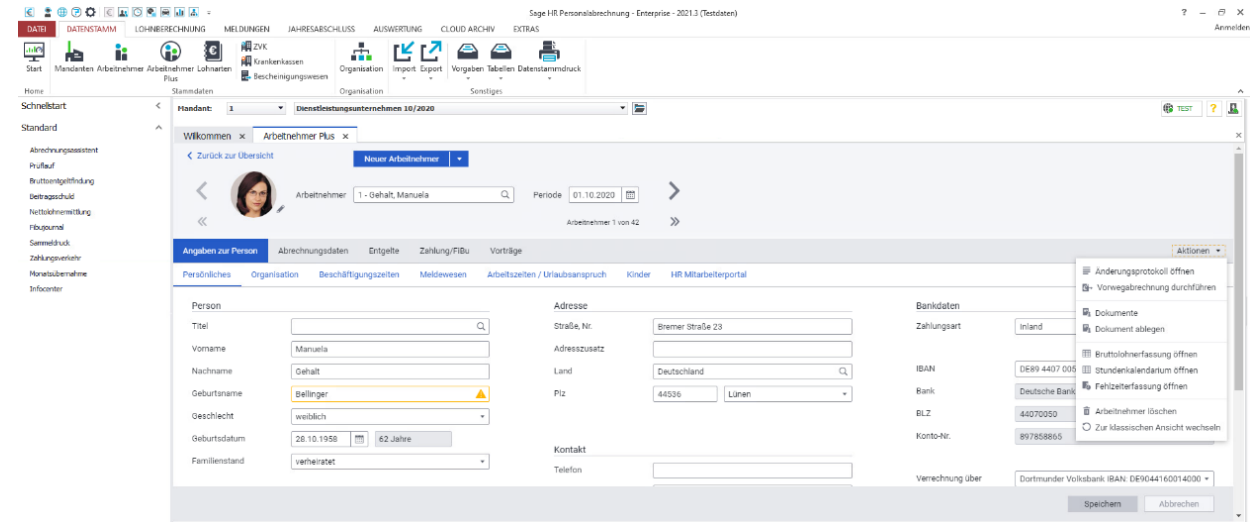 Sage HR Personalabrechnung - Enterprise - 2021.3 (Testdaten)
DATEI DATENSTAMM LOHNBERECHNUNG MELDUNGEN JAHRESABSCHLUSS AUSWERTUNG CLOUD ARCHIV EXTRAS Anmelden
Start Mandanten Arbeitnehmer Arbeitnehmer Plus Lohnarten ZVK
Krankenkassen
Bescheinigungswesen
Organisation Import Export Vorgaben Tabellen Datenstammdruck
Home Stammdaten Organisation Sonstiges
Schnellstart
Mandant: 1 Dienstleistungsunternehmen 10/2020 TEST ?
Standard
Willkommen x Arbeitnehmer Plus x
Abrechnungsassistent
Prüflauf
Bruttoentgeltfindung
Beitragsschuld
Nettolohnermittlung
Fibujournal
Sammeldruck
Zahlungsverkehr
Monatsübernahme
Infocenter
Zurück zur Übersicht Neuer Arbeitnehmer
Arbeitnehmer 1 - Gehalt, Manuela Periode 01.10.2020
Arbeitnehmer 1 von 42
Angaben zur Person Abrechnungsdaten Entgelte Zahlung/FiBu Vorträge Aktionen
Persönliches Organisation Beschäftigungszeiten Meldewesen Arbeitszeiten / Urlaubsanspruch Kinder HR Mitarbeiterportal
Änderungsprotokoll öffnen
Vorwegabrechnung durchführen
Dokumente
Dokument ablegen
Bruttolohnerfassung öffnen
Stundenkalendarium öffnen
Fehlzeiterfassung öffnen
Arbeitnehmer löschen
Zur klassischen Ansicht wechseln
Person
Titel
Vorname Manuela
Nachname Gehalt
Geburtsname Bellinger
Geschlecht weiblich
Geburtsdatum 28.10.1958 62 Jahre
Familienstand verheiratet
Adresse
Straße, Nr. Bremer Straße 23
Adresszusatz
Land Deutschland
Plz 44536 Lünen
Kontakt
Telefon
Bankdaten
Zahlungsart Inland
IBAN DE89 4407 005
Bank Deutsche Bank
BLZ 44070050
Konto-Nr. 897858865
Verrechnung über Dortmunder Volksbank IBAN: DE9044160014000
Speichern Abbrechen